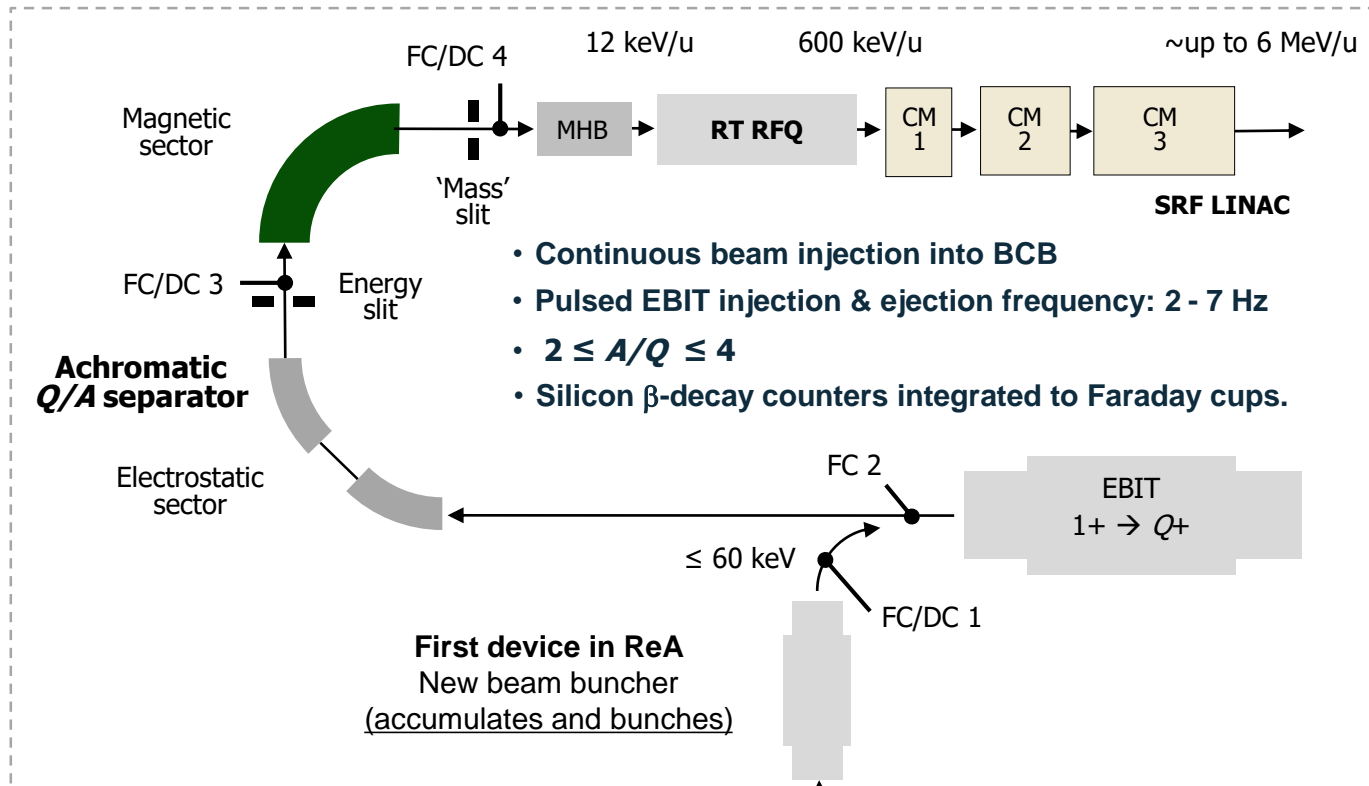 12 keV/u
600 keV/u
~up to 6 MeV/u
FC/DC 4
Magnetic
sector
MHB
RT RFQ
CM
1
CM
2
CM
3
'Mass'
slit
SRF LINAC
• Continuous beam injection into BCB
FC/DC 3
Energy
slit
• Pulsed EBIT injection & ejection frequency: 2 - 7 Hz
• 2 ≤ A/Q ≤ 4
• Silicon β-decay counters integrated to Faraday cups.
Achromatic
Q/A separator
Electrostatic
sector
FC 2
EBIT
1+ → Q+
≤ 60 keV
FC/DC 1
First device in ReA
New beam buncher
(accumulates and bunches)